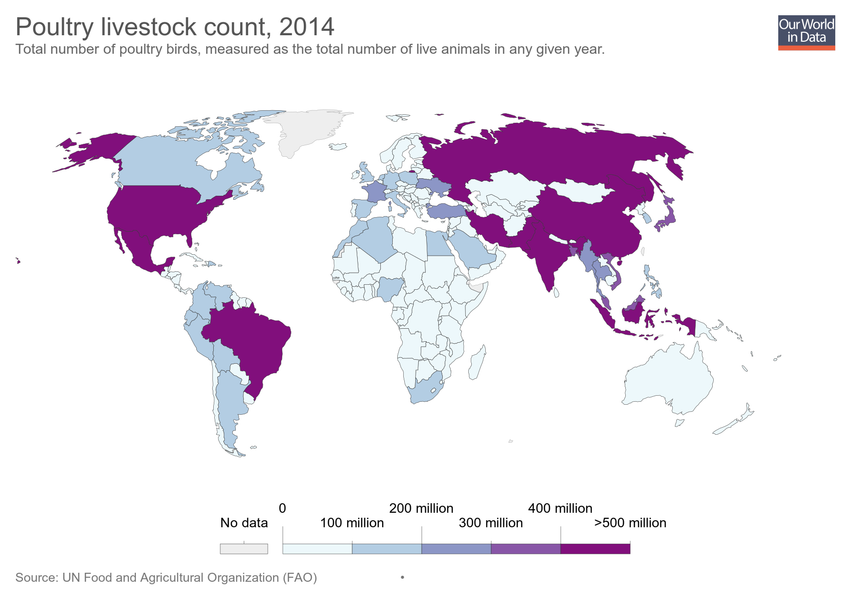 Poultry livestock count, 2014
Total number of poultry birds, measured as the total number of live animals in any given year.
Our World
in Data
No data
0
100 million
200 million
300 million
400 million
>500 million
Source: UN Food and Agricultural Organization (FAO)
•